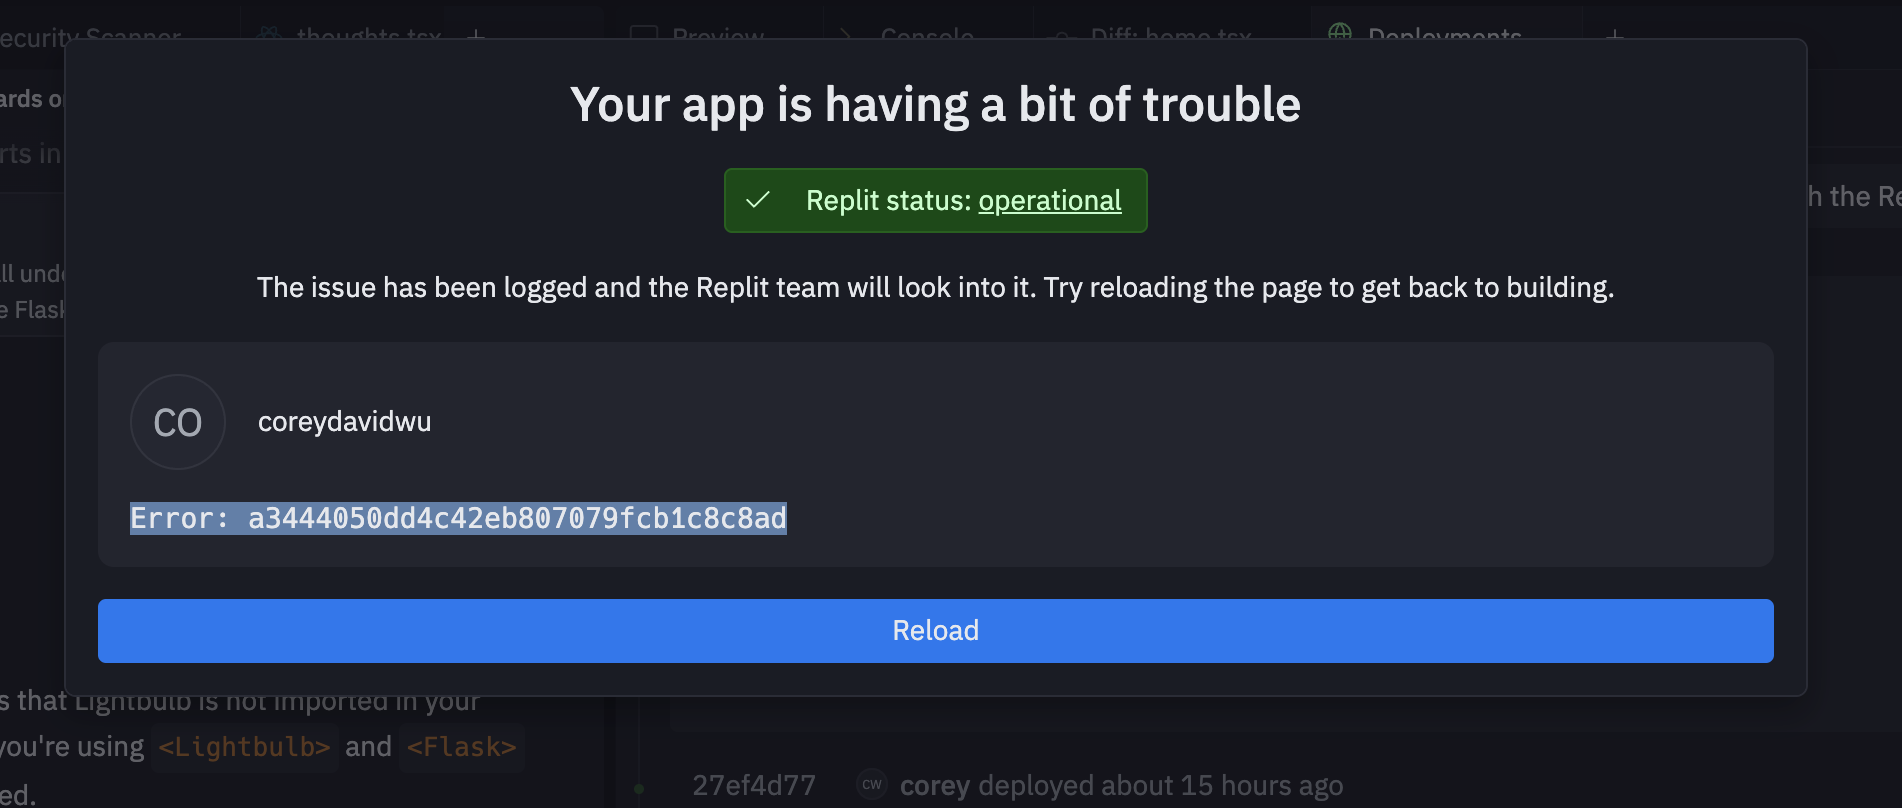 ecurity Scanner
thoughts.tsx
Preview
Console
Diff: home.tsx
Deployments
ards o
rts in
h the Re
ll unde
e Flask
Your app is having a bit of trouble
Replit status: operational
The issue has been logged and the Replit team will look into it. Try reloading the page to get back to building.
CO
coreydavidwu
Error: a3444050dd4c42eb807079fcb1c8c8ad
Reload
s that Lightbulb is not imported in your
you're using <Lightbulb> and <Flask>
ed.
27ef4d77 CW corey deployed about 15 hours ago